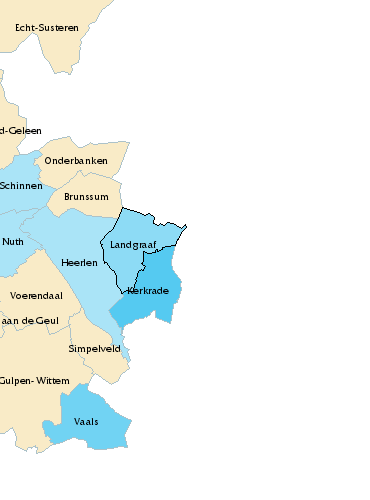 Echt-Susteren
d-Geleen
Onderbanken
Schinnen
Brunssum
Nuth
Landgraaf
Heerlen
Kerkrade
Voerendaal
aan de Geul
Simpelveld
Gulpen-Wittem
Vaals